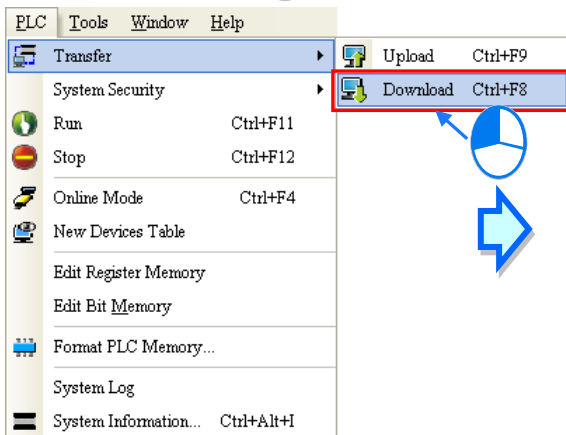 PLC Tools Window Help
Transfer
Upload Ctrl+F9
System Security
Download Ctrl+F8
Run Ctrl+F11
Stop Ctrl+F12
Online Mode Ctrl+F4
New Devices Table
Edit Register Memory
Edit Bit Memory
Format PLC Memory...
System Log
System Information... Ctrl+Alt+I